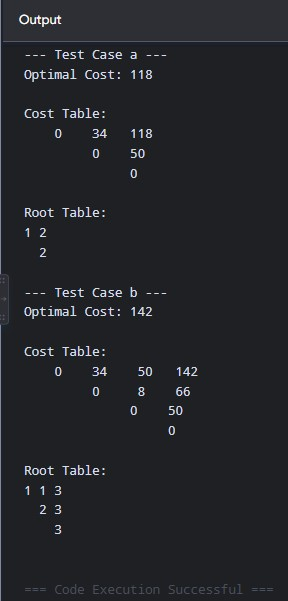 Output
--- Test Case a ---
Optimal Cost: 118
Cost Table:
0 34 118
0 50
0
Root Table:
1 2
2
--- Test Case b ---
Optimal Cost: 142
Cost Table:
0 34 50 142
0 8 66
0 50
0
Root Table:
1 1 3
2 3
3
=== Code Execution Successful ===